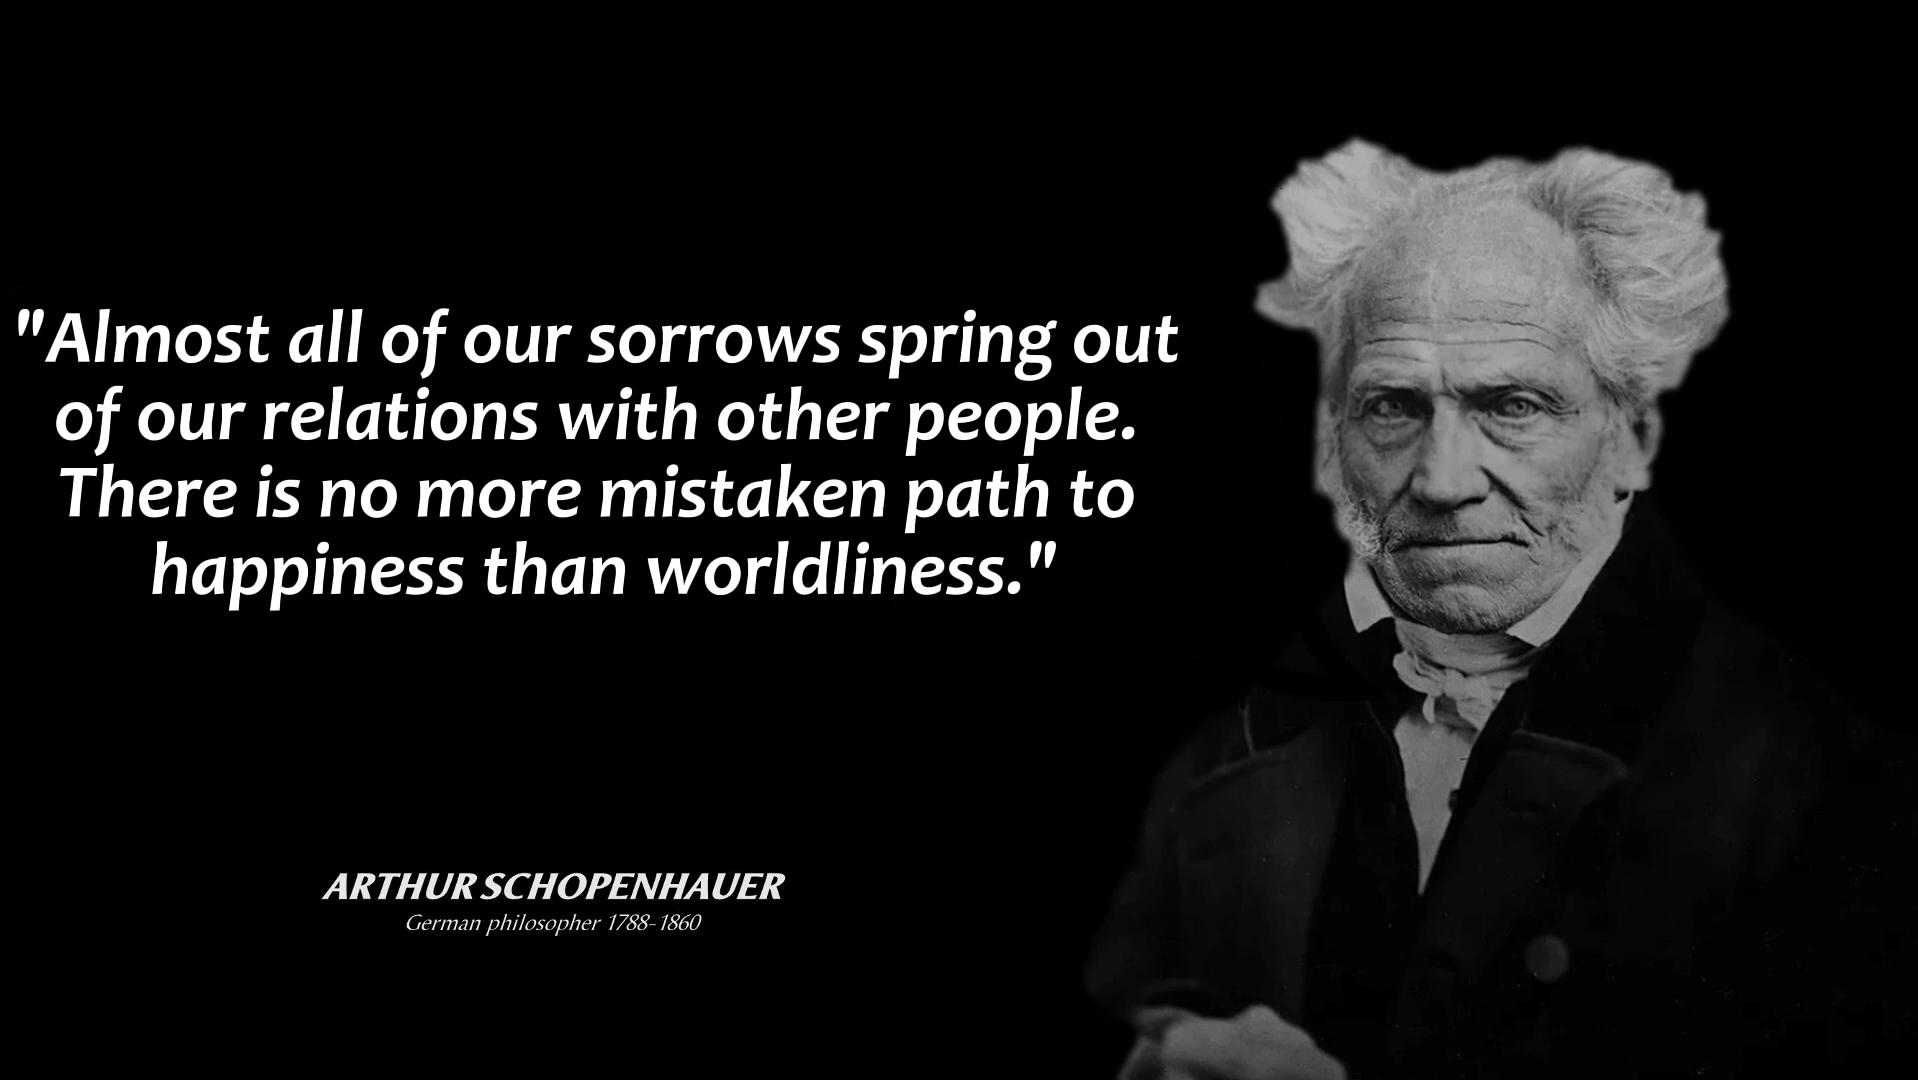 "Almost all of our sorrows spring out
of our relations with other people.
There is no more mistaken path to
happiness than worldliness."
ARTHUR SCHOPENHAUER
German philosopher 1788-1860